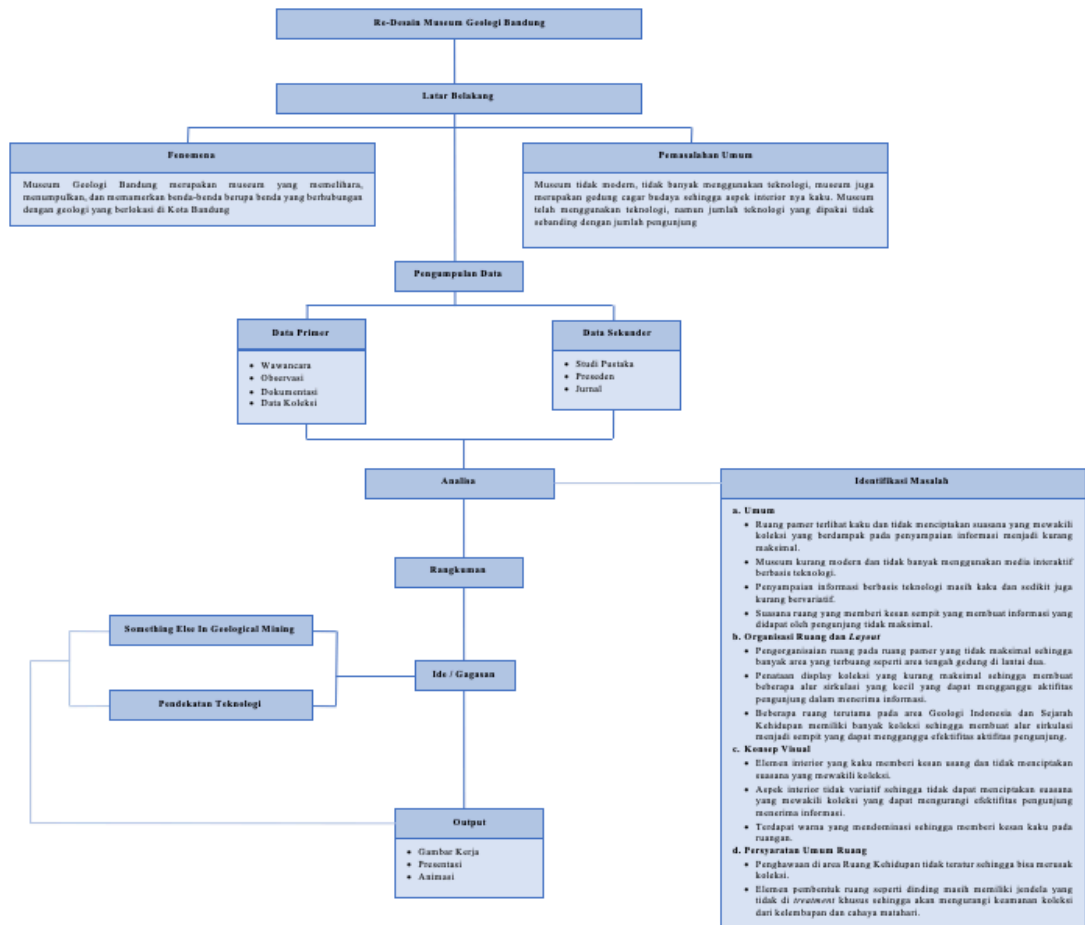 Re-Desain Museum Geologi Bandung
Latar Belakang
Fenomena
Museum Geologi Bandung merapakan museum yang memelihara,
menumpulkan, dan memamerkan benda-benda berupa benda yang berhubungan
dengan geologi yang berlokasi di Kota Bandung
Pemasalahan Umum
Museum tidak modern, tidak banyak menggunakan teknologi, museum juga
merapakan gedung cagar budaya sehingga aspek interior nya kaku. Museum
telah menggunakan teknologi, namun jumlah teknologi yang dipakai tidak
sebanding dengan jumlah pengunjung
Pengumpulan Data
Data Primer
• Wawancara
• Observasi
• Dokumentasi
• Data Koleksi
Data Sekunder
• Studi Pustaka
• Preseden
• Jurnal
Analisa
Identifikasi Masalah
a. Umum
• Ruang pamer terlihat kaku dan tidak menciptakan suasana yang mewakili
koleksi yang berdampak pada penyampaian informasi menjadi kurang
maksimal.
• Museum kurang modern dan tidak banyak menggunakan media interaktif
berbasis teknologi.
• Penyampaian informasi berbasis teknologi masih kaku dan sedikit juga
kurang bervariatif.
• Suasana ruang yang memberi kesan sempit yang membuat informasi yang
didapat oleh pengunjung tidak maksimal.
b. Organisasi Ruang dan Layout
• Pengorganisaian ruang pada ruang pamer yang tidak maksimal sehingga
banyak area yang terbuang seperti area tengah gedung di lantai dua.
• Penataan display koleksi yang kurang maksimal sehingga membuat
beberapa alur sirkulasi yang kecil yang dapat mengganggu aktifitas
pengunjung dalam menerima informasi.
• Beberapa ruang terutama pada area Geologi Indonesia dan Sejarah
Kehidupan memiliki banyak koleksi sehingga membuat alur sirkulasi
menjadi sempit yang dapat mengganggu efektifitas aktifitas pengunjung.
c. Konsep Visual
• Elemen interior yang kaku memberi kesan usang dan tidak menciptakan
suasana yang mewakili koleksi.
• Aspek interior tidak variatif sehingga tidak dapat menciptakan suasana
yang mewakili koleksi yang dapat mengurangi efektifitas pengunjung
menerima informasi.
• Terdapat warna yang mendominasi sehingga memberi kesan kaku pada
ruangan.
d. Persyaratan Umum Ruang
• Penghawaan di area Ruang Kehidupan tidak teratur sehingga bisa merusak
koleksi.
• Elemen pembentuk ruang seperti dinding masih memiliki jendela yang
tidak di treatment khusus sehingga akan mengurangi keamanan koleksi
dari kelembapan dan cahaya matahari.
Rangkuman
Something Else In Geological Mining
Ide / Gagasan
Pendekatan Teknologi
Output
• Gambar Kerja
• Presentasi
• Animasi